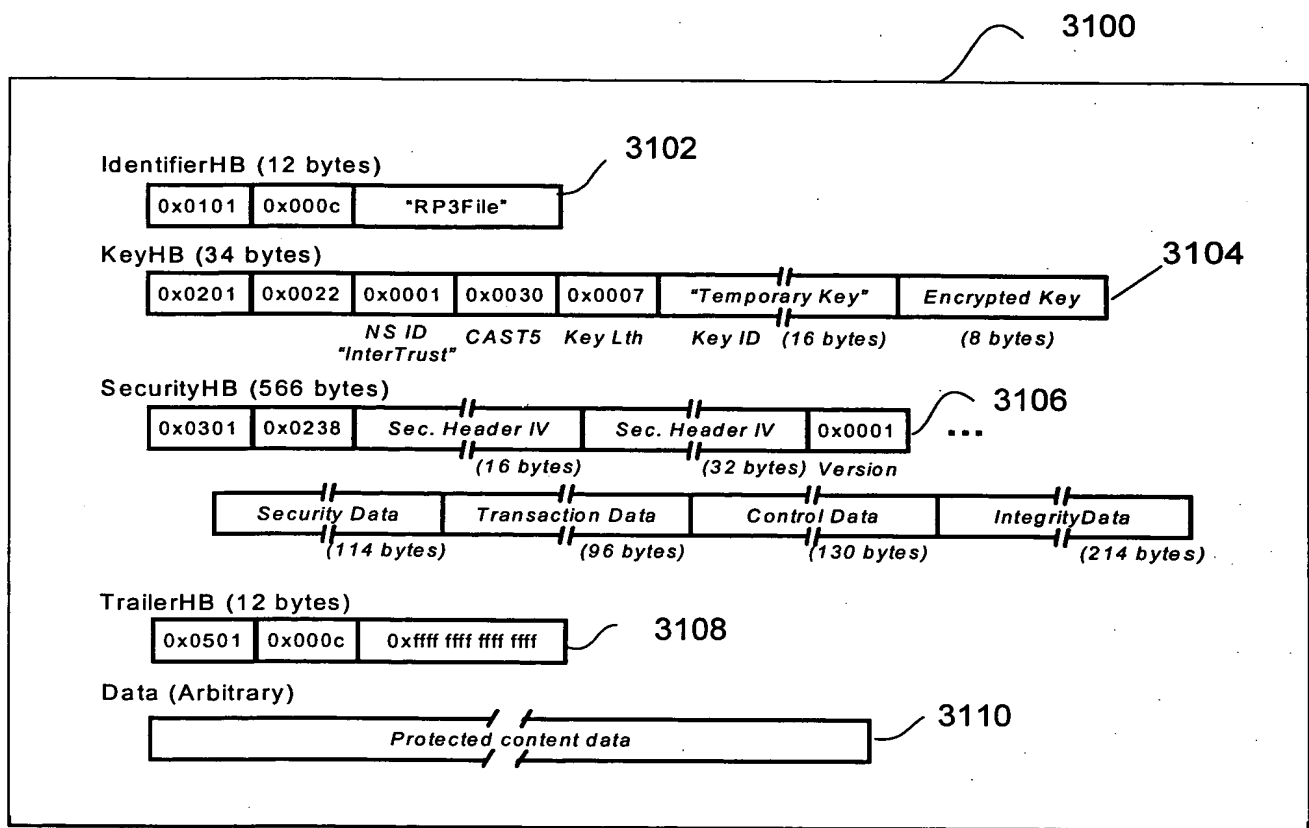 3100
IdentifierHB (12 bytes)
3102
0x0101 0x000c "RP3File"
KeyHB (34 bytes)
3104
0x0201 0x0022 0x0001 0x0030 0x0007 "Temporary Key" Encrypted Key
NS ID CAST5 Key Lth Key ID (16 bytes) (8 bytes)
"InterTrust"
SecurityHB (566 bytes)
3106
0x0301 0x0238 Sec. Header IV Sec. Header IV 0x0001 ...
(16 bytes) (32 bytes) Version
Security Data Transaction Data Control Data IntegrityData
(114 bytes) (96 bytes) (130 bytes) (214 bytes)
TrailerHB (12 bytes)
0x0501 0x000c 0xffff ffff ffff ffff 3108
Data (Arbitrary)
3110
Protected content data